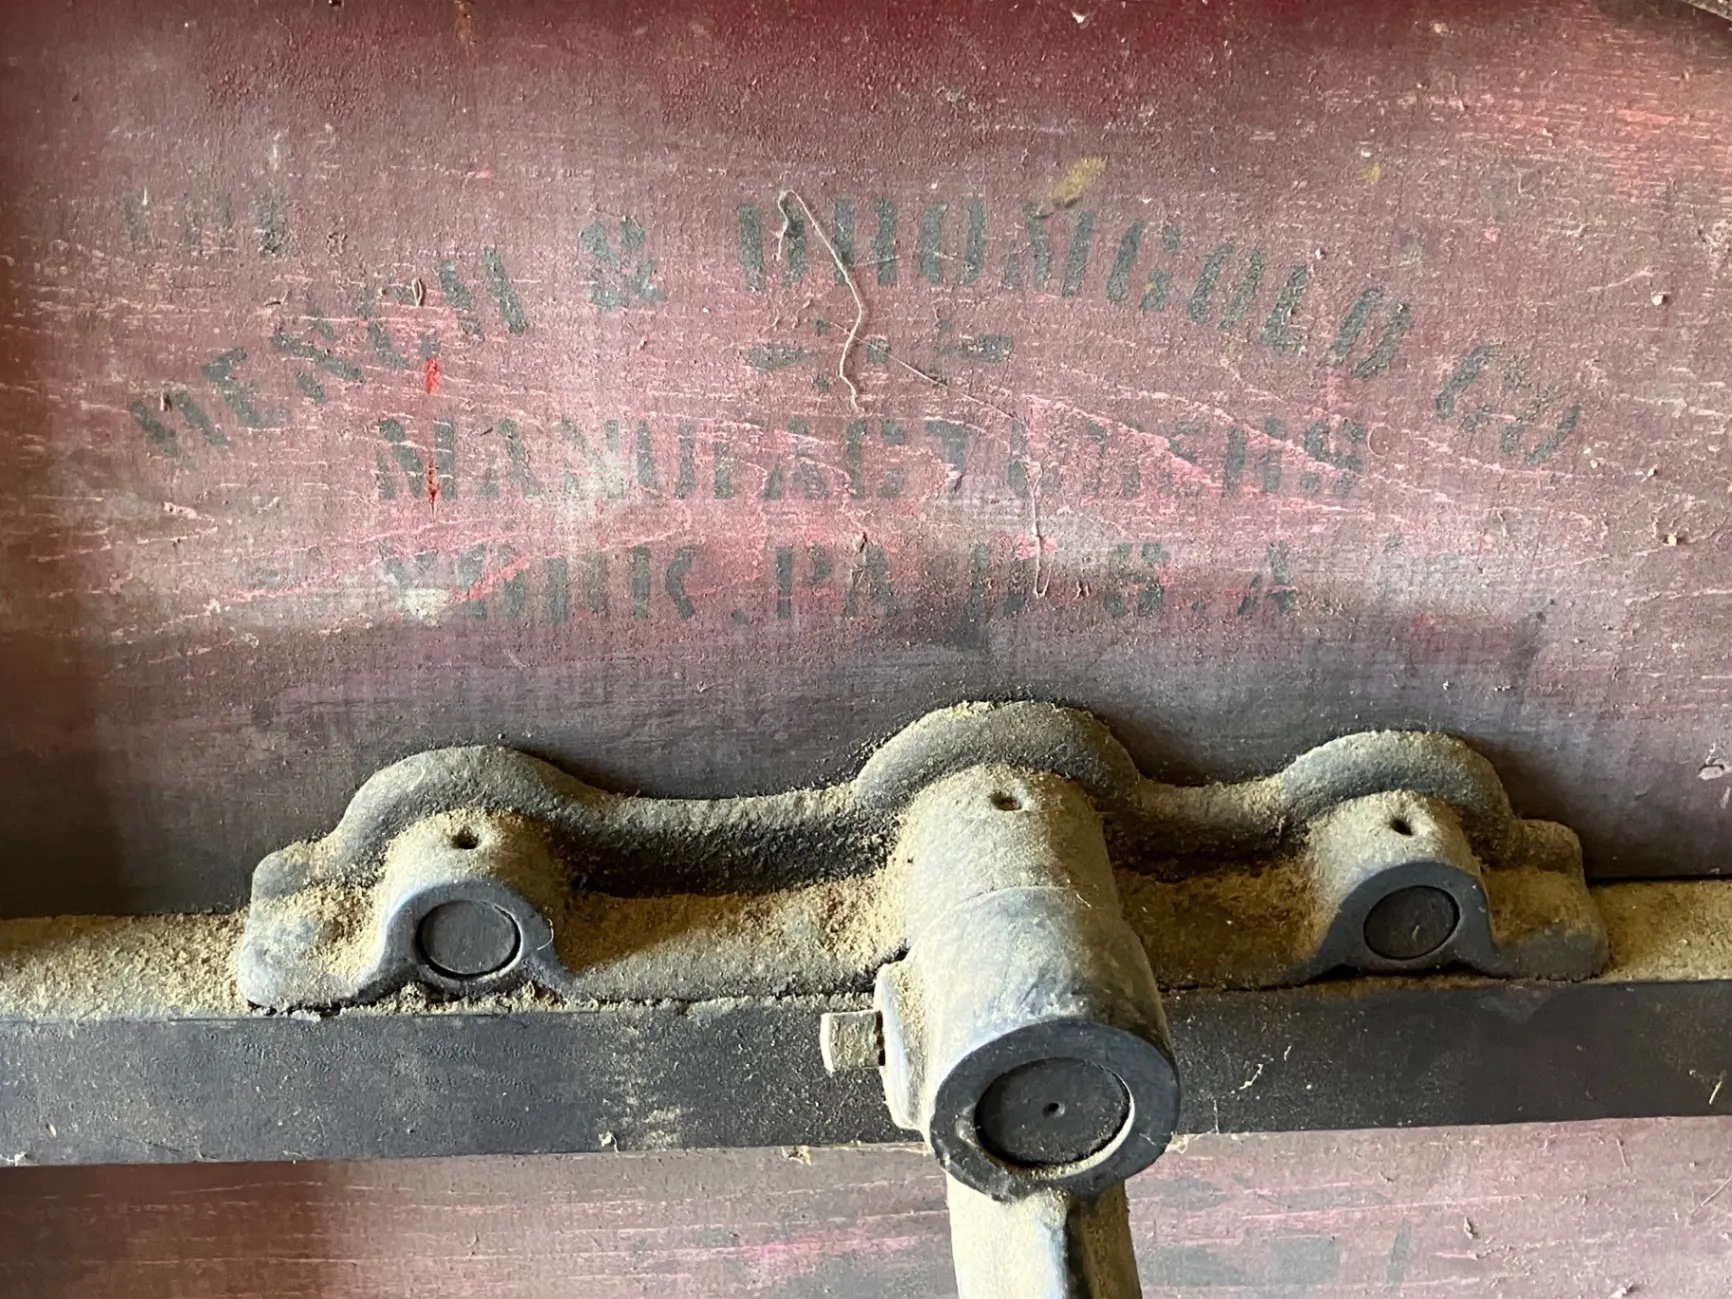 THE
HENCH & DROMGOLD CO
MANUFACTURERS
YORK, PA U.S.A